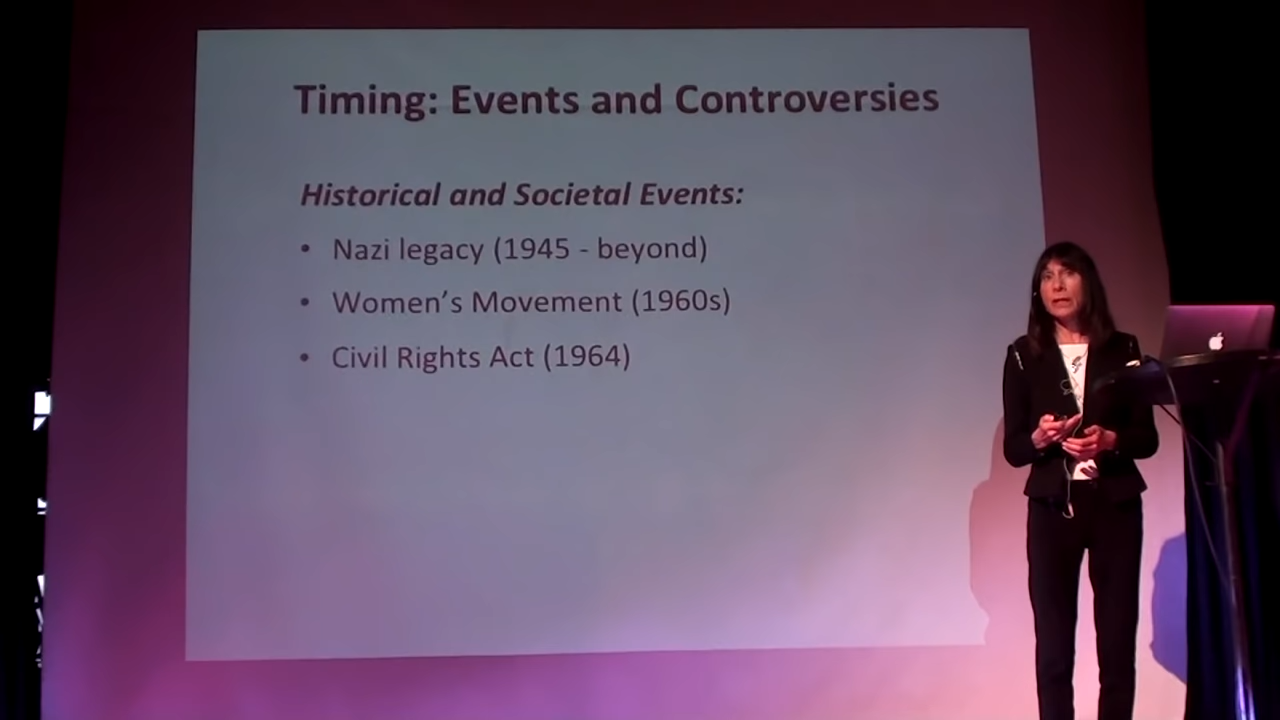 Timing: Events and Controversies
Historical and Societal Events:
• Nazi legacy (1945 - beyond)
• Women’s Movement (1960s)
• Civil Rights Act (1964)